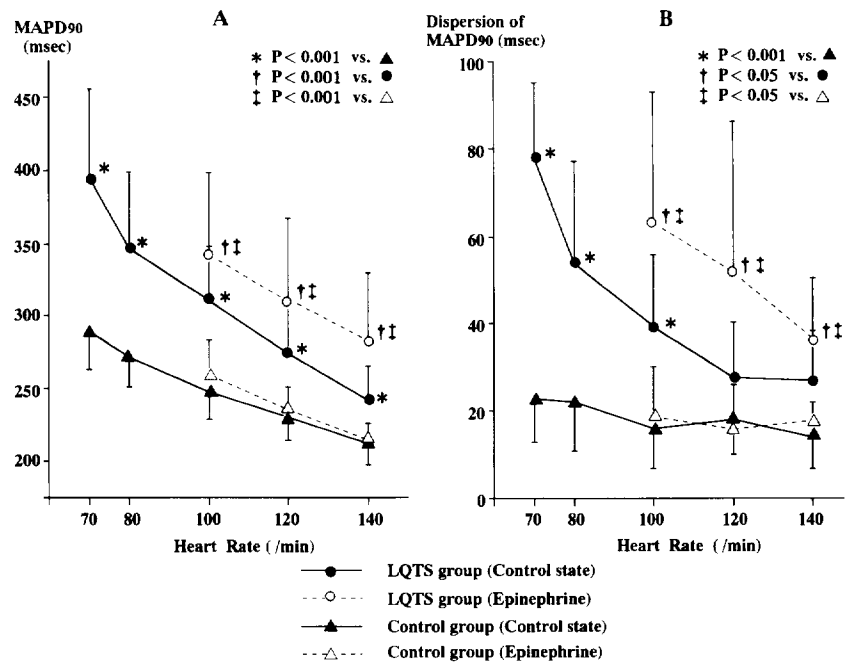 A
MAPD90
(msec)
* P < 0.001 vs. ▲
† P < 0.001 vs. ●
‡ P < 0.001 vs. △
450
400
350
300
250
200
*
*
*
*
*
†‡
†‡
†‡
70 80 100 120 140
Heart Rate ( /min)
B
Dispersion of
MAPD90 (msec)
* P < 0.001 vs. ▲
† P < 0.05 vs. ●
‡ P < 0.05 vs. △
100
80
60
40
20
0
*
*
*
†‡
†‡
†‡
70 80 100 120 140
Heart Rate ( /min)
LQTS group (Control state)
LQTS group (Epinephrine)
Control group (Control state)
Control group (Epinephrine)